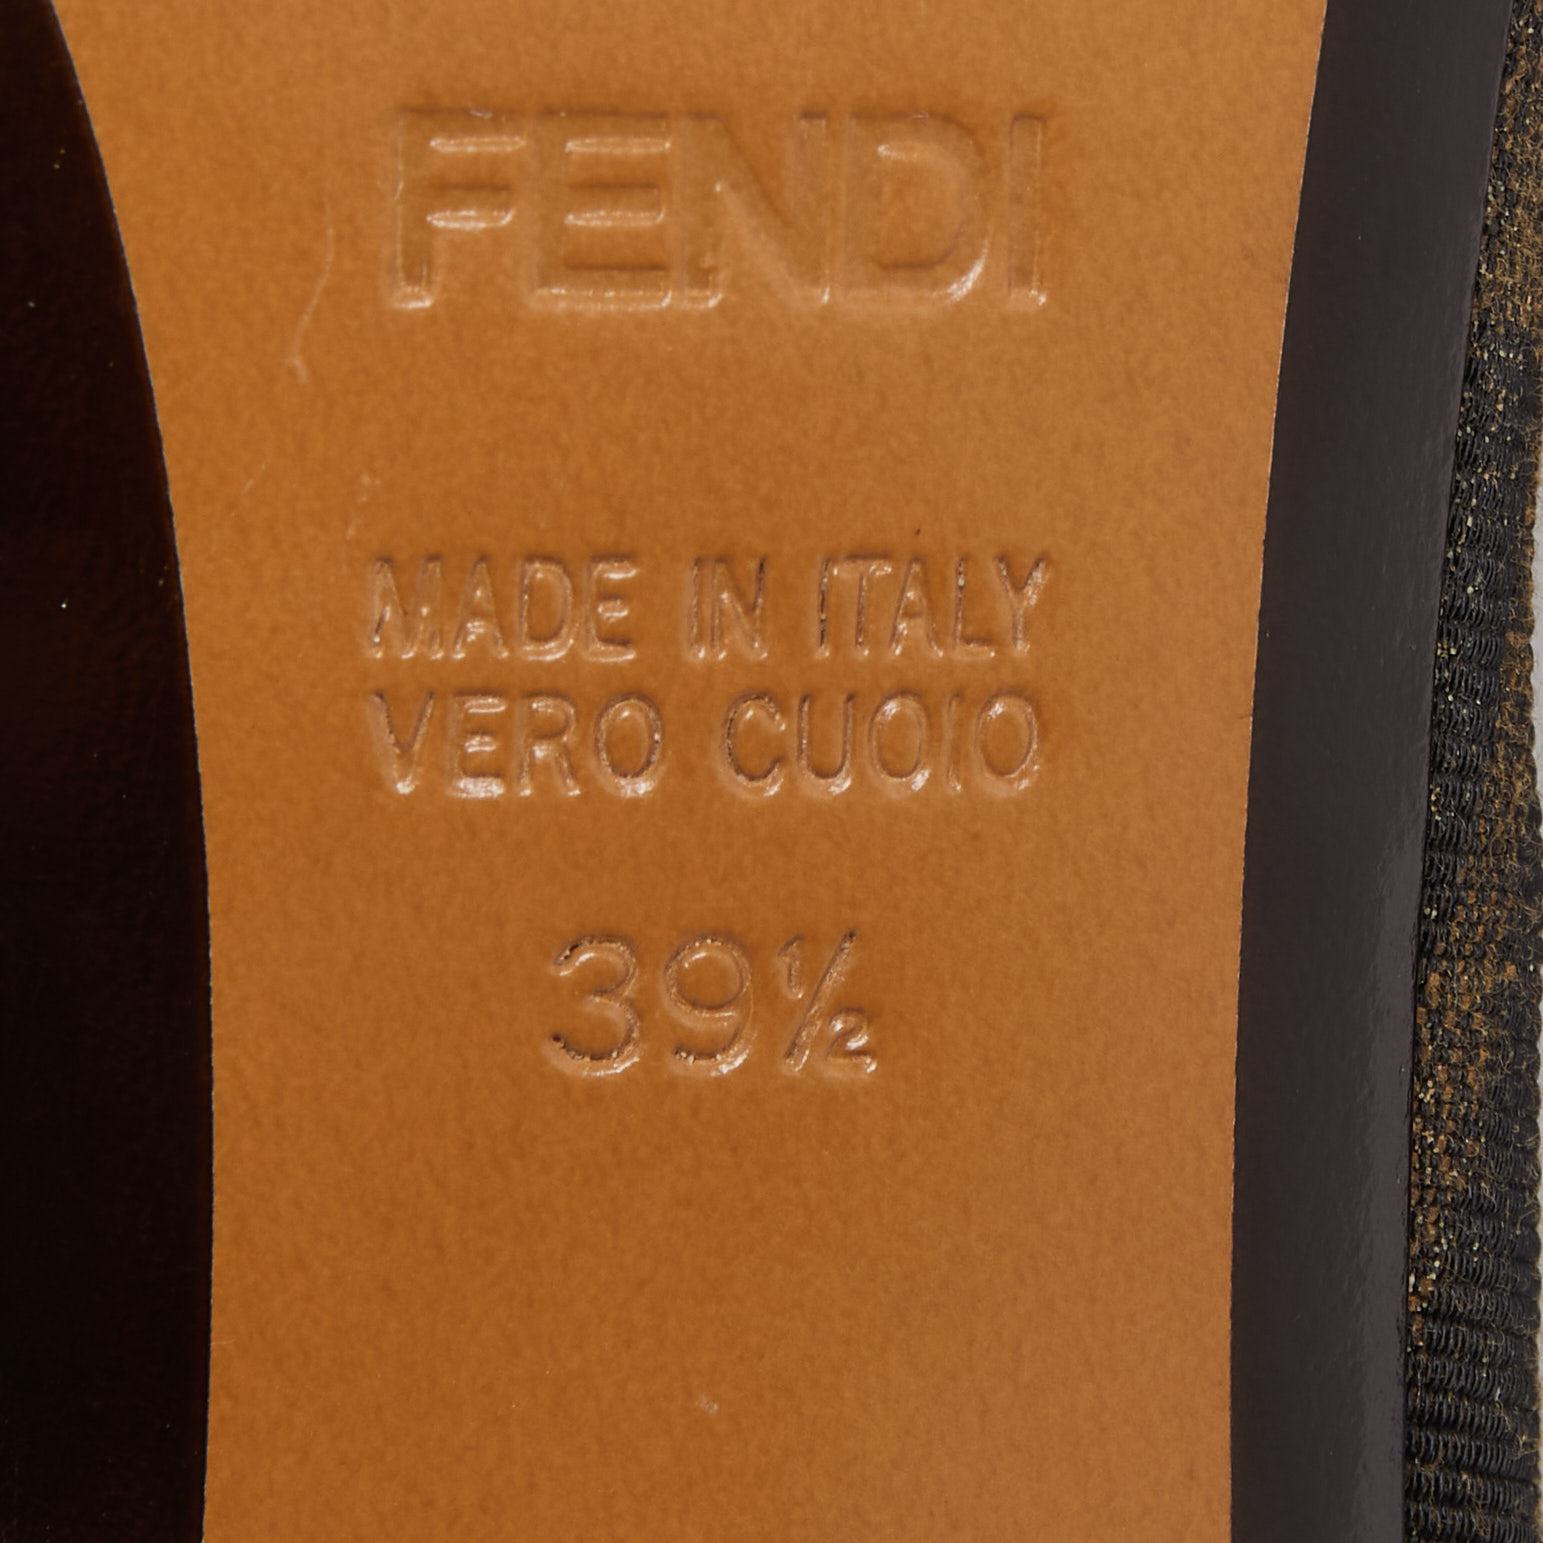 FENDI
MADE IN ITALY
VERO CUOIO
39½